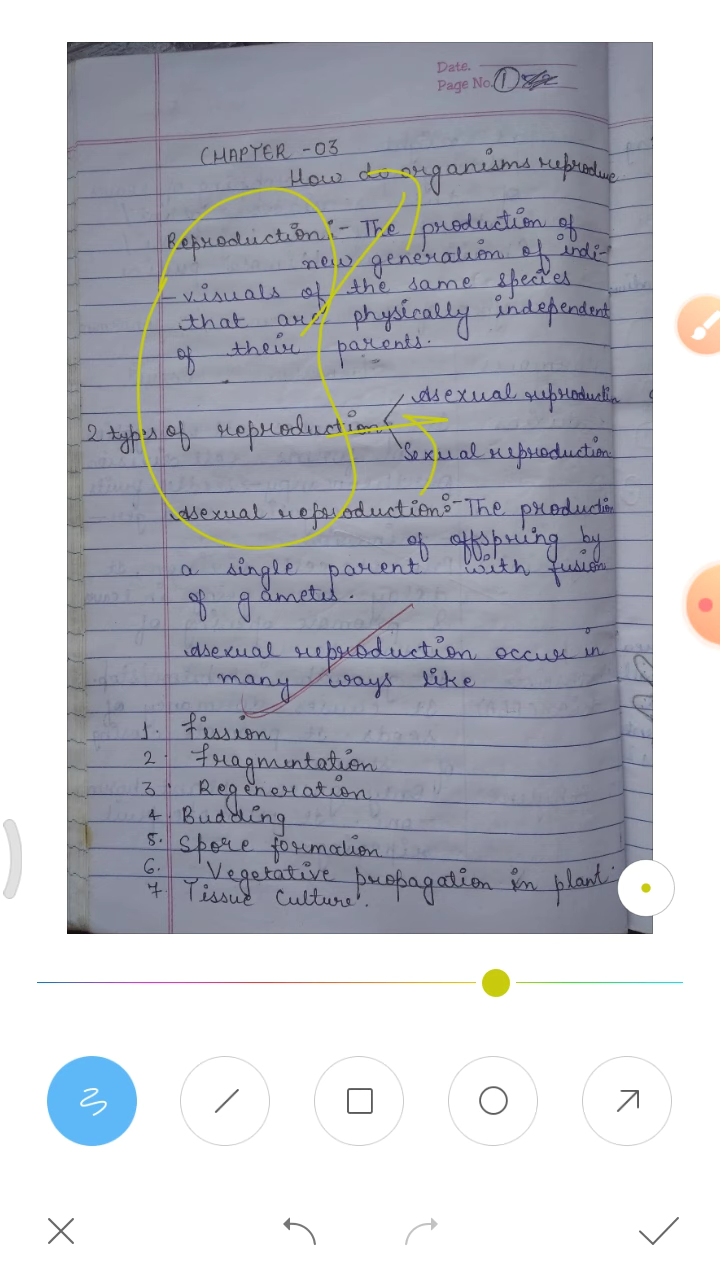 Date.
Page No. 1
CHAPTER - 03
How do organisms reproduce
Reproduction:- The production of
new generation of indi-
-visuals of the same species
that are physically independent
of their parents.
Asexual reproduction
2 types of reproduction
Sexual reproduction
Asexual reproduction:- The production
of offspring by
a single parent with fusion
of gametes.
Asexual reproduction occur in
many ways like
1. Fission
2. Fragmentation
3. Regeneration
4. Budding
5. Spore formation
6. Vegetative propagation in plant.
7. Tissue Culture.